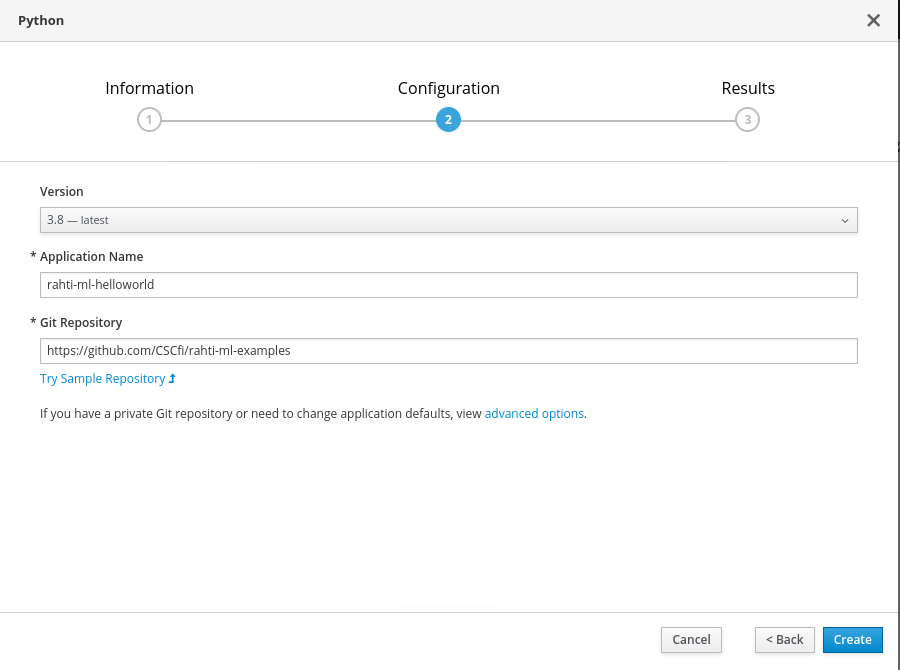 Python
Information Configuration Results
1 2 3
Version
3.8 — latest
* Application Name
rahti-ml-helloworld
* Git Repository
https://github.com/CSCfi/rahti-ml-examples
Try Sample Repository
If you have a private Git repository or need to change application defaults, view advanced options.
Cancel < Back Create